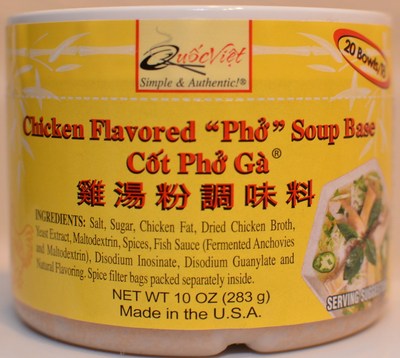 QuốcViệt
Simple & Authentic!®
20 Bowls
Chicken Flavored “Phở” Soup Base
Cốt Phở Gà®
雞湯粉調味料
INGREDIENTS: Salt, Sugar, Chicken Fat, Dried Chicken Broth,
Yeast Extract, Maltodextrin, Spices, Fish Sauce (Fermented Anchovies
and Maltodextrin), Disodium Inosinate, Disodium Guanylate and
Natural Flavoring. Spice filter bags packed separately inside.
NET WT 10 OZ (283 g)
Made in the U.S.A.
SERVING